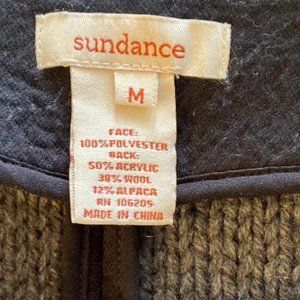 sundance
M
FACE:
100%POLYESTER
BACK:
50%ACRYLIC
38%WOOL
12%ALPACA
RN 106205
MADE IN CHINA